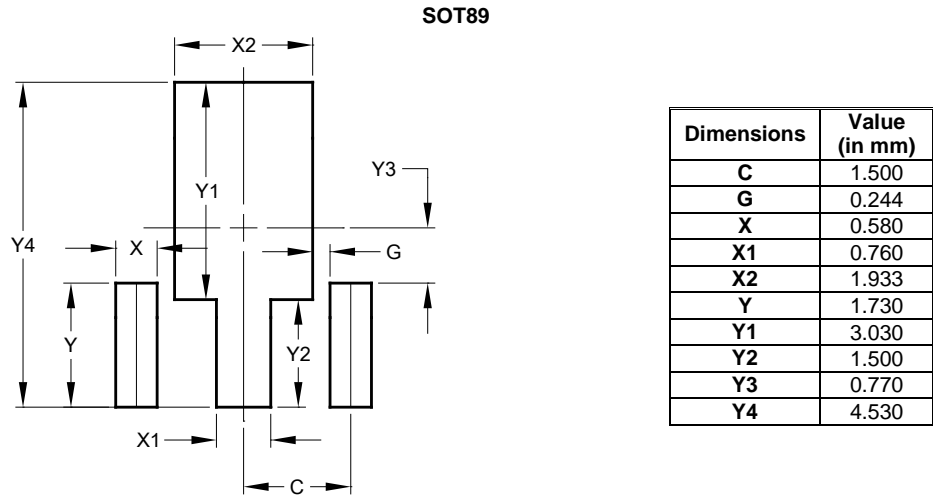 SOT89
X2
Y3
Y1
Y4
X
G
Y
Y2
X1
C
Dimensions Value (in mm)
C 1.500
G 0.244
X 0.580
X1 0.760
X2 1.933
Y 1.730
Y1 3.030
Y2 1.500
Y3 0.770
Y4 4.530